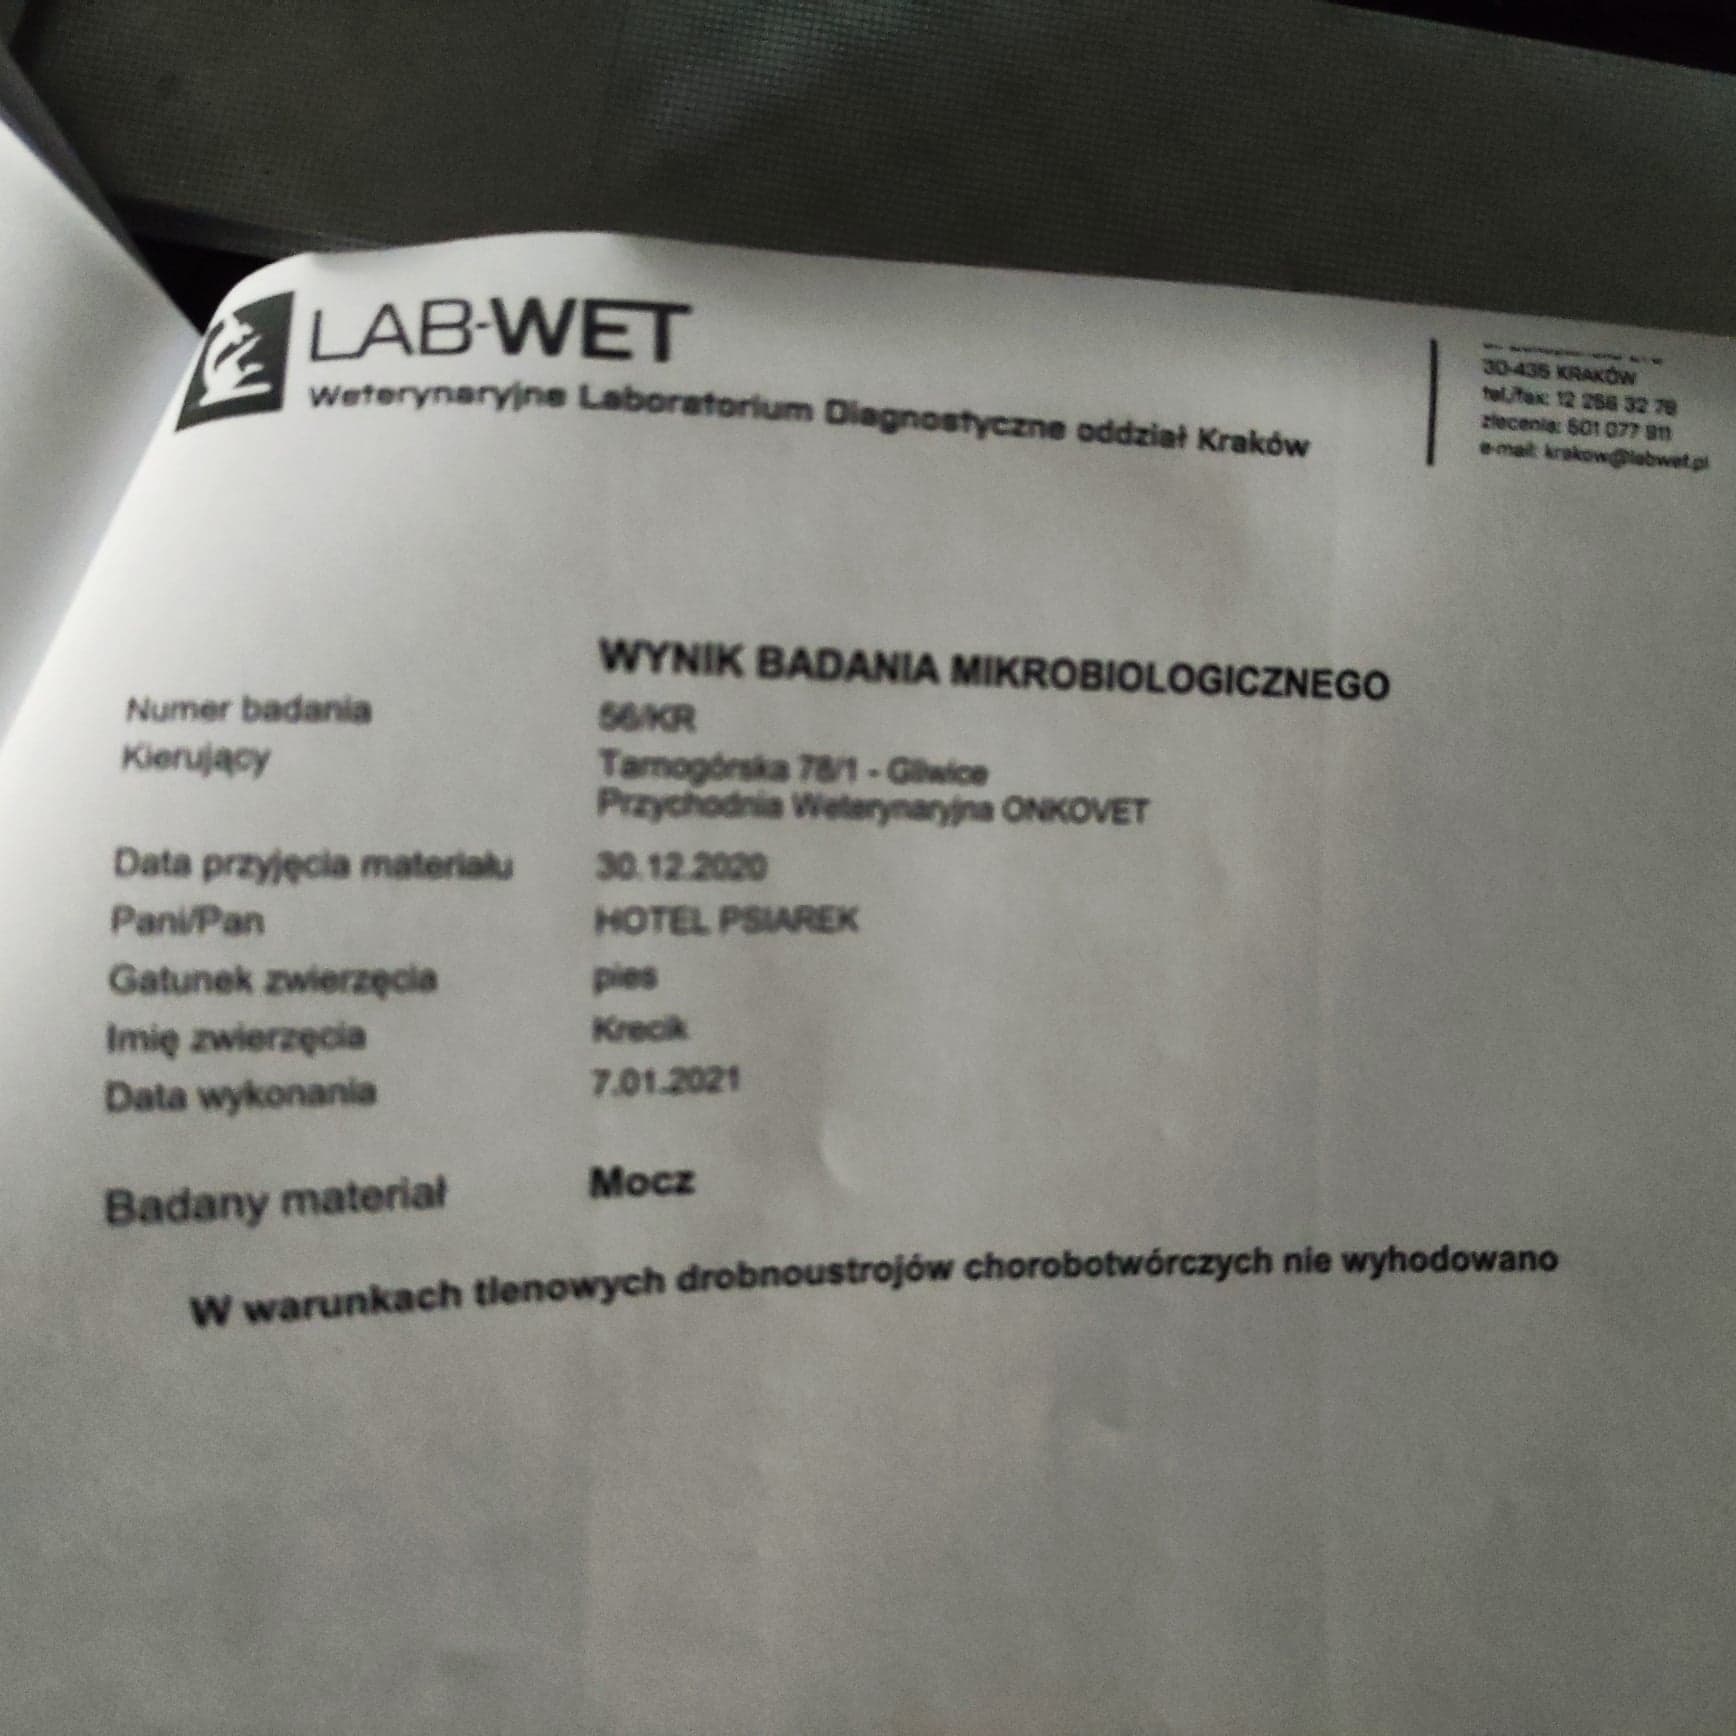 LAB-WET
Weterynaryjne Laboratorium Diagnostyczne oddział Kraków
30-435 KRAKÓW
tel./fax: 12 256 32 78
zlecenia: 501 077 911
e-mail: krakow@labwet.pl
WYNIK BADANIA MIKROBIOLOGICZNEGO
Numer badania 56/KR
Kierujący Tarnogórska 78/1 - Gliwice
Przychodnia Weterynaryjna ONKOVET
Data przyjęcia materiału 30.12.2020
Pani/Pan HOTEL PSIAREK
Gatunek zwierzęcia pies
Imię zwierzęcia Krecik
Data wykonania 7.01.2021
Badany materiał Mocz
W warunkach tlenowych drobnoustrojów chorobotwórczych nie wyhodowano